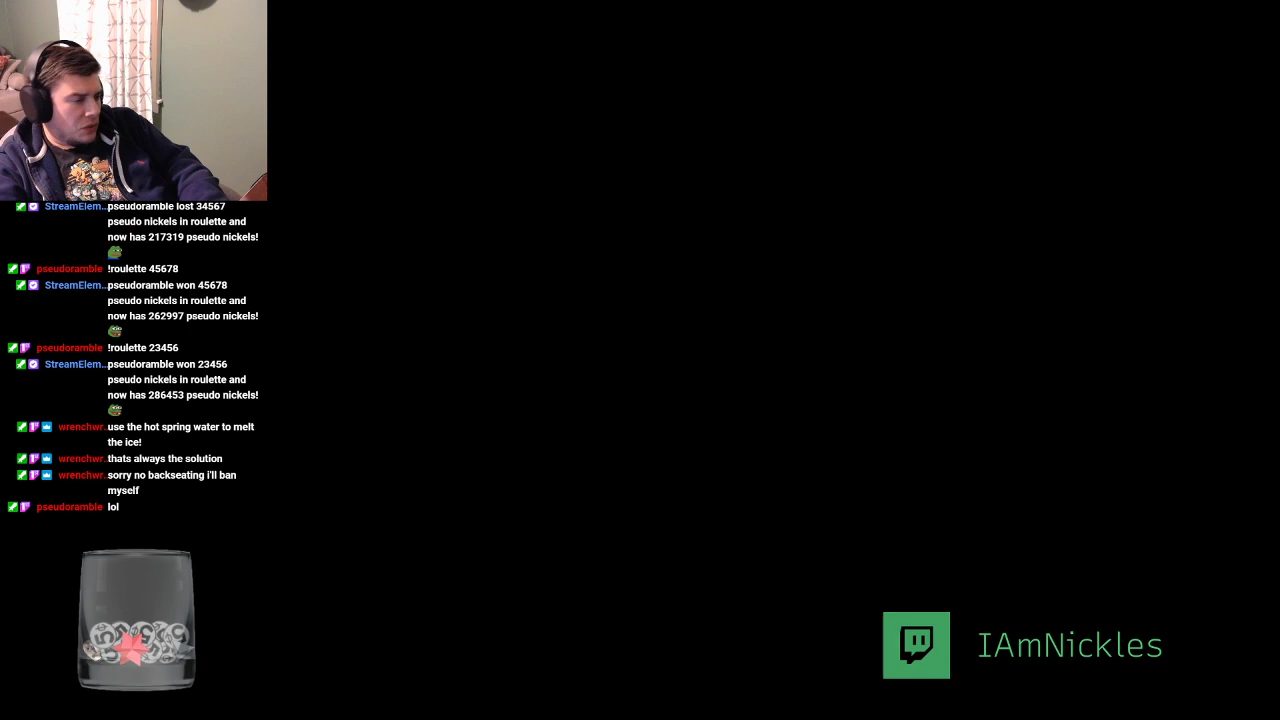 StreamElem...pseudoramble lost 34567
pseudo nickels in roulette and
now has 217319 pseudo nickels!
pseudoramble !roulette 45678
StreamElem...pseudoramble won 45678
pseudo nickels in roulette and
now has 262997 pseudo nickels!
pseudoramble !roulette 23456
StreamElem...pseudoramble won 23456
pseudo nickels in roulette and
now has 286453 pseudo nickels!
wrenchwr...use the hot spring water to melt
the ice!
wrenchwr...thats always the solution
wrenchwr...sorry no backseating i'll ban
myself
pseudoramble lol
IAmNickles